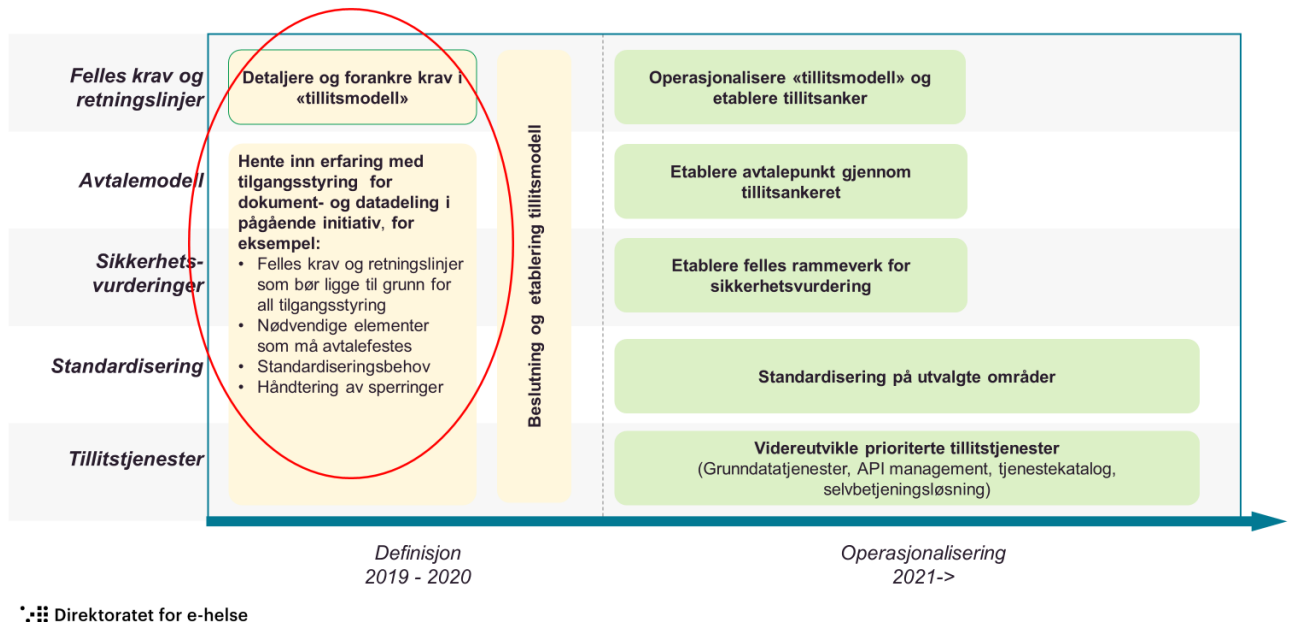 Felles krav og
retningslinjer
Detaljere og forankre krav i
«tillitsmodell»
Operasjonalisere «tillitsmodell» og
etablere tillitsanker
Avtalemodell
Hente inn erfaring med
tilgangsstyring for
dokument- og datadeling i
pågående initiativ, for
eksempel:
• Felles krav og retningslinjer
som bør ligge til grunn for
all tilgangsstyring
• Nødvendige elementer
som må avtalefestes
• Standardiseringsbehov
• Håndtering av sperringer
Beslutning og etablering tillitsmodell
Etablere avtalepunkt gjennom
tillitsankeret
Sikkerhets-
vurderinger
Etablere felles rammeverk for
sikkerhetsvurdering
Standardisering
Standardisering på utvalgte områder
Tillitstjenester
Videreutvikle prioriterte tillitstjenester
(Grunndatatjenester, API management, tjenestekatalog,
selvbetjeningsløsning)
Definisjon
2019 - 2020
Operasjonalisering
2021->
Direktoratet for e-helse